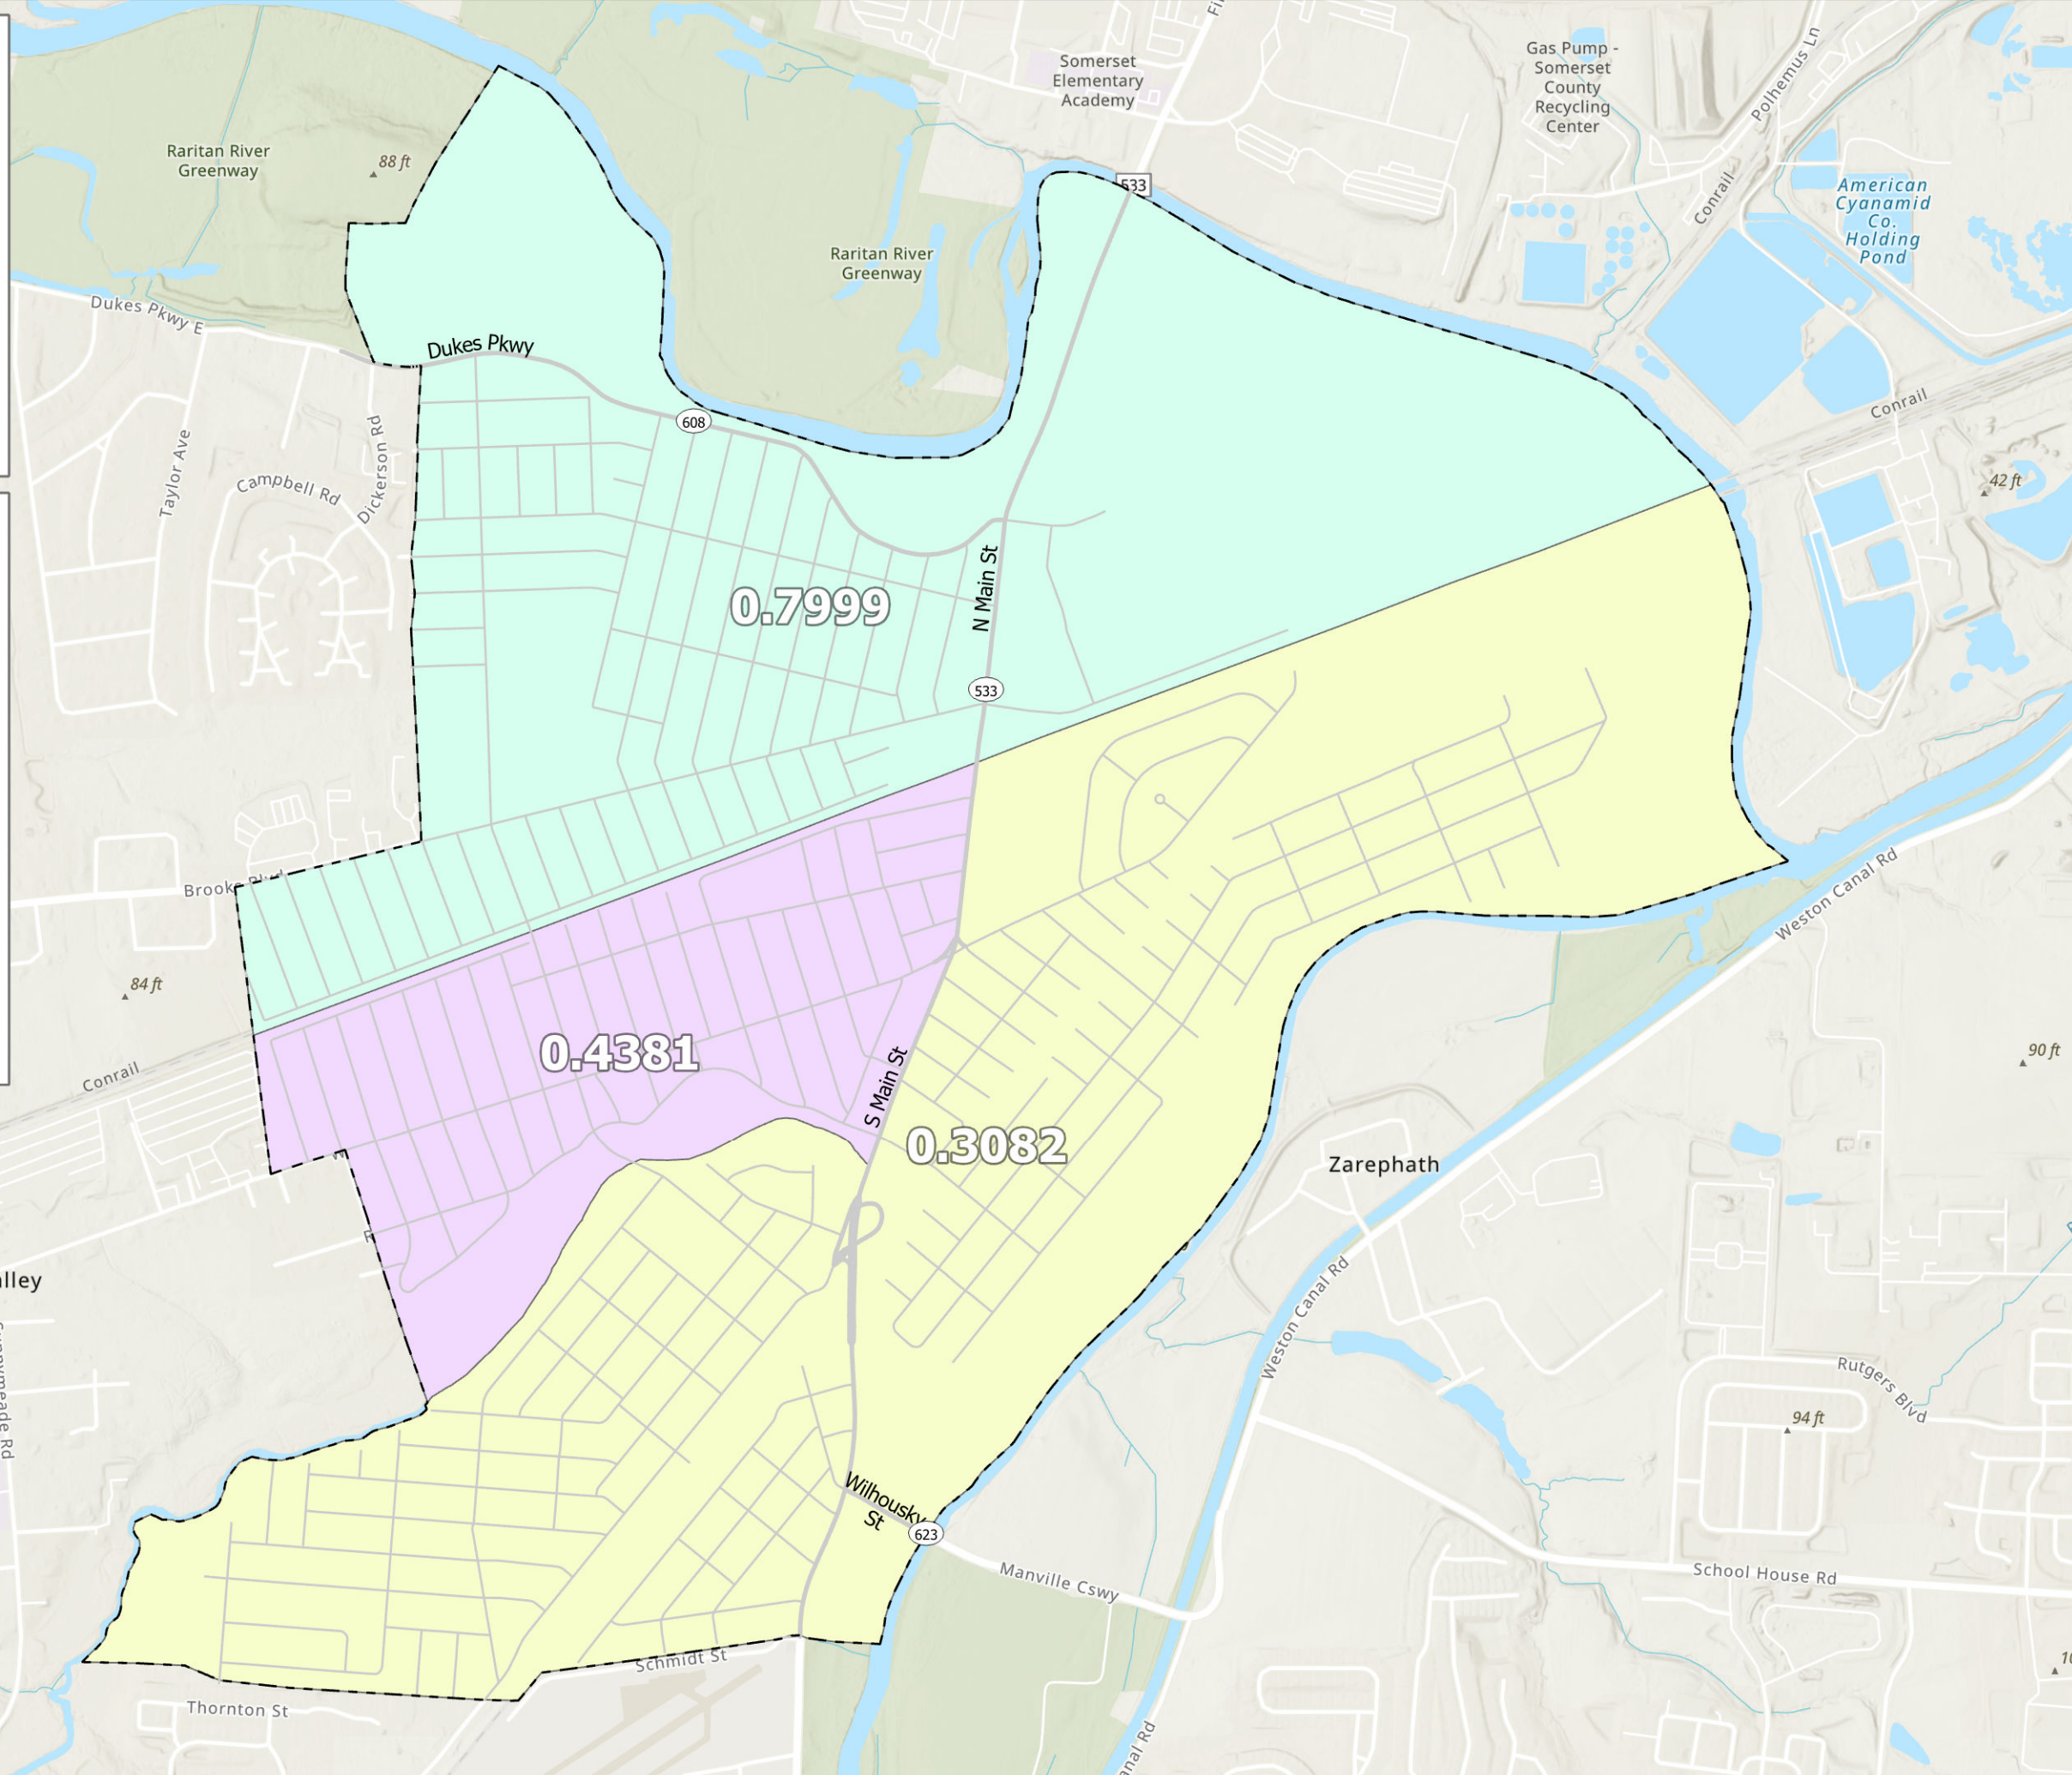 Somerset
Elementary
Academy
Gas Pump -
Somerset
County
Recycling
Center
Polhemus Ln
Raritan River
Greenway
88 ft
533
Conrail
American
Cyanamid
Co.
Holding
Pond
Raritan River
Greenway
Dukes Pkwy E
Dukes Pkwy
608
Conrail
Taylor Ave
Campbell Rd
Dickerson Rd
42 ft
0.7999
N Main St
533
Weston Canal Rd
84 ft
0.4381
Conrail
S Main St
90 ft
0.3082
Zarephath
Weston Canal Rd
Rutgers Blvd
94 ft
Wilhousky
St
623
Manville Cswy
School House Rd
Schmidt St
Thornton St